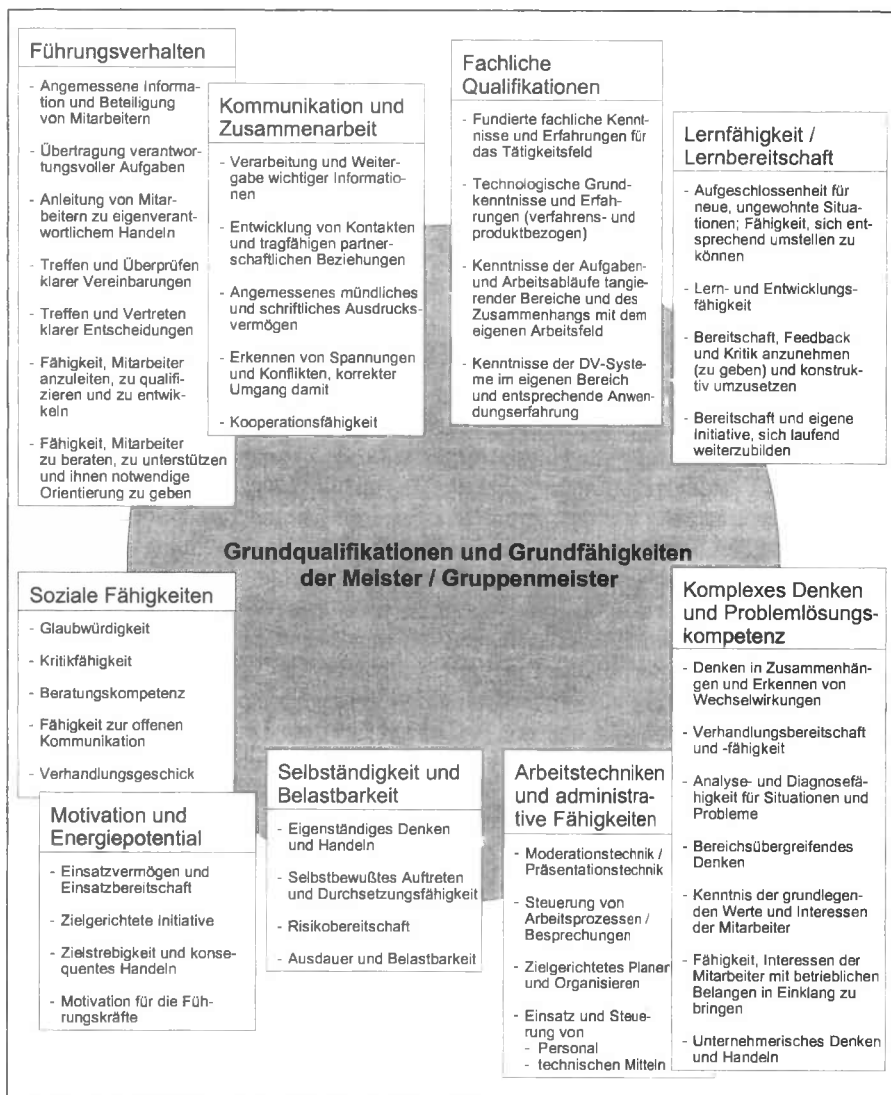 Führungsverhalten
- Angemessene Informa-
tion und Beteiligung
von Mitarbeitern
- Übertragung verantwor-
tungsvoller Aufgaben
- Anleitung von Mitar-
beitern zu eigenverant-
wortlichem Handeln
- Treffen und Überprüfen
klarer Vereinbarungen
- Treffen und Vertreten
klarer Entscheidungen
- Fähigkeit, Mitarbeiter
anzuleiten, zu qualifi-
zieren und zu entwik-
keln
- Fähigkeit, Mitarbeiter
zu beraten, zu unterstützen
und ihnen notwendige
Orientierung zu geben
Kommunikation und
Zusammenarbeit
- Verarbeitung und Weiter-
gabe wichtiger Informatio-
nen
- Entwicklung von Kontakten
und tragfähigen partner-
schaftlichen Beziehungen
- Angemessenes mündliches
und schriftliches Ausdrucks-
vermögen
- Erkennen von Spannungen
und Konflikten, korrekter
Umgang damit
- Kooperationsfähigkeit
Fachliche
Qualifikationen
- Fundierte fachliche Kennt-
nisse und Erfahrungen für
das Tätigkeitsfeld
- Technologische Grund-
kenntnisse und Erfah-
rungen (verfahrens- und
produktbezogen)
- Kenntnisse der Aufgaben-
und Arbeitsabläufe tangie-
render Bereiche und des
Zusammenhangs mit dem
eigenen Arbeitsfeld
- Kenntnisse der DV-Syste-
me im eigenen Bereich
und entsprechende Anwen-
dungserfahrung
Lernfähigkeit /
Lernbereitschaft
- Aufgeschlossenheit für
neue, ungewohnte Situa-
tionen; Fähigkeit, sich ent-
sprechend umstellen zu
können
- Lern- und Entwicklungs-
fähigkeit
- Bereitschaft, Feedback
und Kritik anzunehmen
(zu geben) und konstruk-
tiv umzusetzen
- Bereitschaft und eigene
Initiative, sich laufend
weiterzubilden
Grundqualifikationen und Grundfähigkeiten
der Meister / Gruppenmeister
Soziale Fähigkeiten
- Glaubwürdigkeit
- Kritikfähigkeit
- Beratungskompetenz
- Fähigkeit zur offenen
Kommunikation
- Verhandlungsgeschick
Motivation und
Energiepotential
- Einsatzvermögen und
Einsatzbereitschaft
- Zielgerichtete Initiative
- Zielstrebigkeit und konse-
quentes Handeln
- Motivation für die Füh-
rungskräfte
Selbständigkeit und
Belastbarkeit
- Eigenständiges Denken
und Handeln
- Selbstbewußtes Auftreten
und Durchsetzungsfähigkeit
- Risikobereitschaft
- Ausdauer und Belastbarkeit
Arbeitstechniken
und administra-
tive Fähigkeiten
- Moderationstechnik /
Präsentationstechnik
- Steuerung von
Arbeitsprozessen /
Besprechungen
- Zielgerichtetes Planer
und Organisieren
- Einsatz und Steue-
rung von
- Personal
- technischen Mitteln
Komplexes Denken
und Problemlösungs-
kompetenz
- Denken in Zusammenhän-
gen und Erkennen von
Wechselwirkungen
- Verhandlungsbereitschaft
und -fähigkeit
- Analyse- und Diagnosefä-
higkeit für Situationen und
Probleme
- Bereichsübergreifendes
Denken
- Kenntnis der grundlegen-
den Werte und Interessen
der Mitarbeiter
- Fähigkeit, Interessen der
Mitarbeiter mit betrieblichen
Belangen in Einklang zu
bringen
- Unternehmerisches Denken
und Handeln